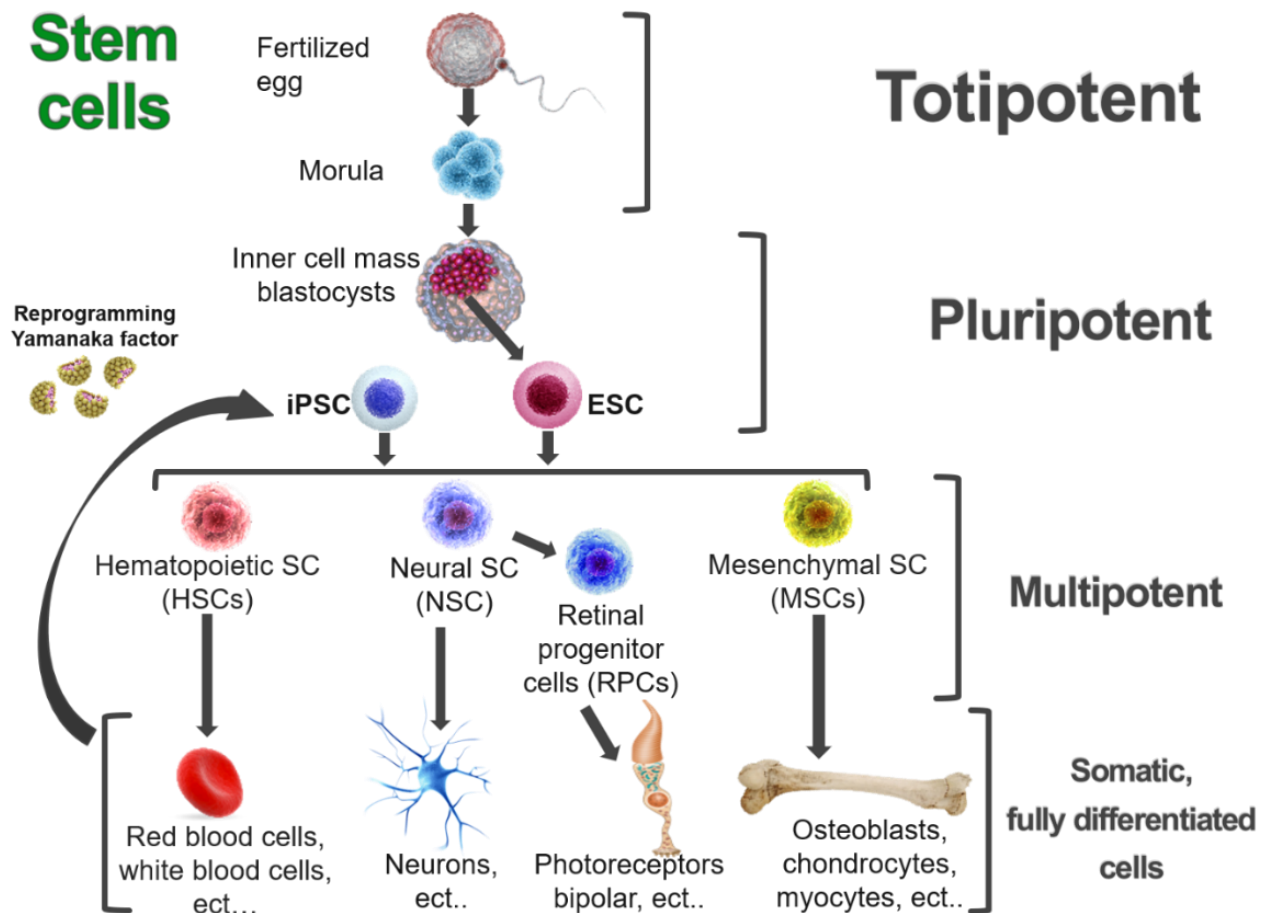 Stem
cells
Fertilized
egg
Totipotent
Morula
Inner cell mass
blastocysts
Pluripotent
Reprogramming
Yamanaka factor
iPSC
ESC
Hematopoietic SC
(HSCs)
Neural SC
(NSC)
Retinal
progenitor
cells (RPCs)
Mesenchymal SC
(MSCs)
Multipotent
Red blood cells,
white blood cells,
ect...
Neurons,
ect..
Photoreceptors
bipolar, ect..
Osteoblasts,
chondrocytes,
myocytes, ect..
Somatic,
fully differentiated
cells